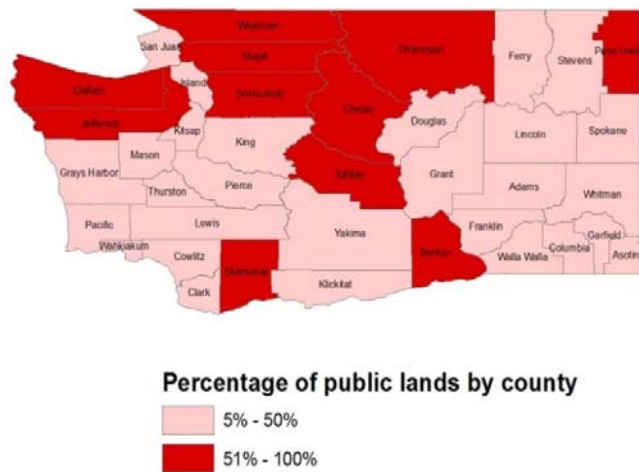 Whatcom
San Juan
Skagit
Okanogan
Ferry
Stevens
Pend Oreille
Island
Snohomish
Clallam
Chelan
Jefferson
Kitsap
Douglas
King
Lincoln
Spokane
Mason
Kittitas
Grant
Grays Harbor
Pierce
Adams
Whitman
Thurston
Pacific
Lewis
Yakima
Franklin
Garfield
Wahkiakum
Cowlitz
Skamania
Benton
Walla Walla
Columbia
Asotin
Clark
Klickitat
Percentage of public lands by county
5% - 50%
51% - 100%